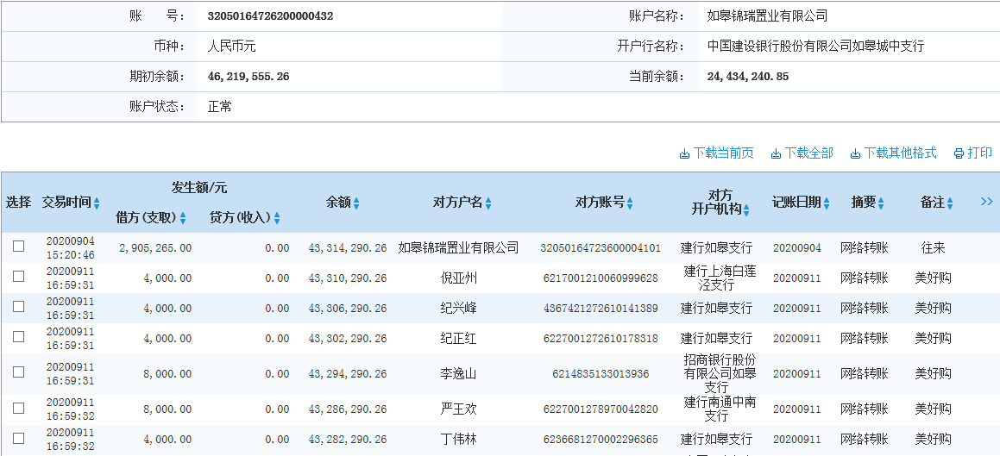 账　号： 32050164726200000432 账户名称： 如皋锦瑞置业有限公司
币种： 人民币元 开户行名称： 中国建设银行股份有限公司如皋城中支行
期初余额： 46,219,555.26 当前余额： 24,434,240.85
账户状态： 正常
下载当前页 下载全部 下载其他格式 打印
选择 交易时间 发生额/元 余额 对方户名 对方账号 对方 记账日期 摘要 备注 >>
借方(支取) 贷方(收入) 开户机构
20200904
15:20:46 2,905,265.00 0.00 43,314,290.26 如皋锦瑞置业有限公司 32050164723600004101 建行如皋支行 20200904 网络转账 往来
20200911
16:59:31 4,000.00 0.00 43,310,290.26 倪亚州 6217001210060999628 建行上海白莲
泾支行 20200911 网络转账 美好购
20200911
16:59:31 4,000.00 0.00 43,306,290.26 纪兴峰 4367421272610141389 建行如皋支行 20200911 网络转账 美好购
20200911
16:59:31 4,000.00 0.00 43,302,290.26 纪正红 6227001272610178318 建行如皋支行 20200911 网络转账 美好购
20200911
16:59:31 8,000.00 0.00 43,294,290.26 李逸山 6214835133013936 招商银行股份
有限公司如皋
支行 20200911 网络转账 美好购
20200911
16:59:32 8,000.00 0.00 43,286,290.26 严王欢 6227001278970042820 建行南通中南
支行 20200911 网络转账 美好购
20200911
16:59:32 4,000.00 0.00 43,282,290.26 丁伟林 6236681270002296365 建行如皋支行 20200911 网络转账 美好购